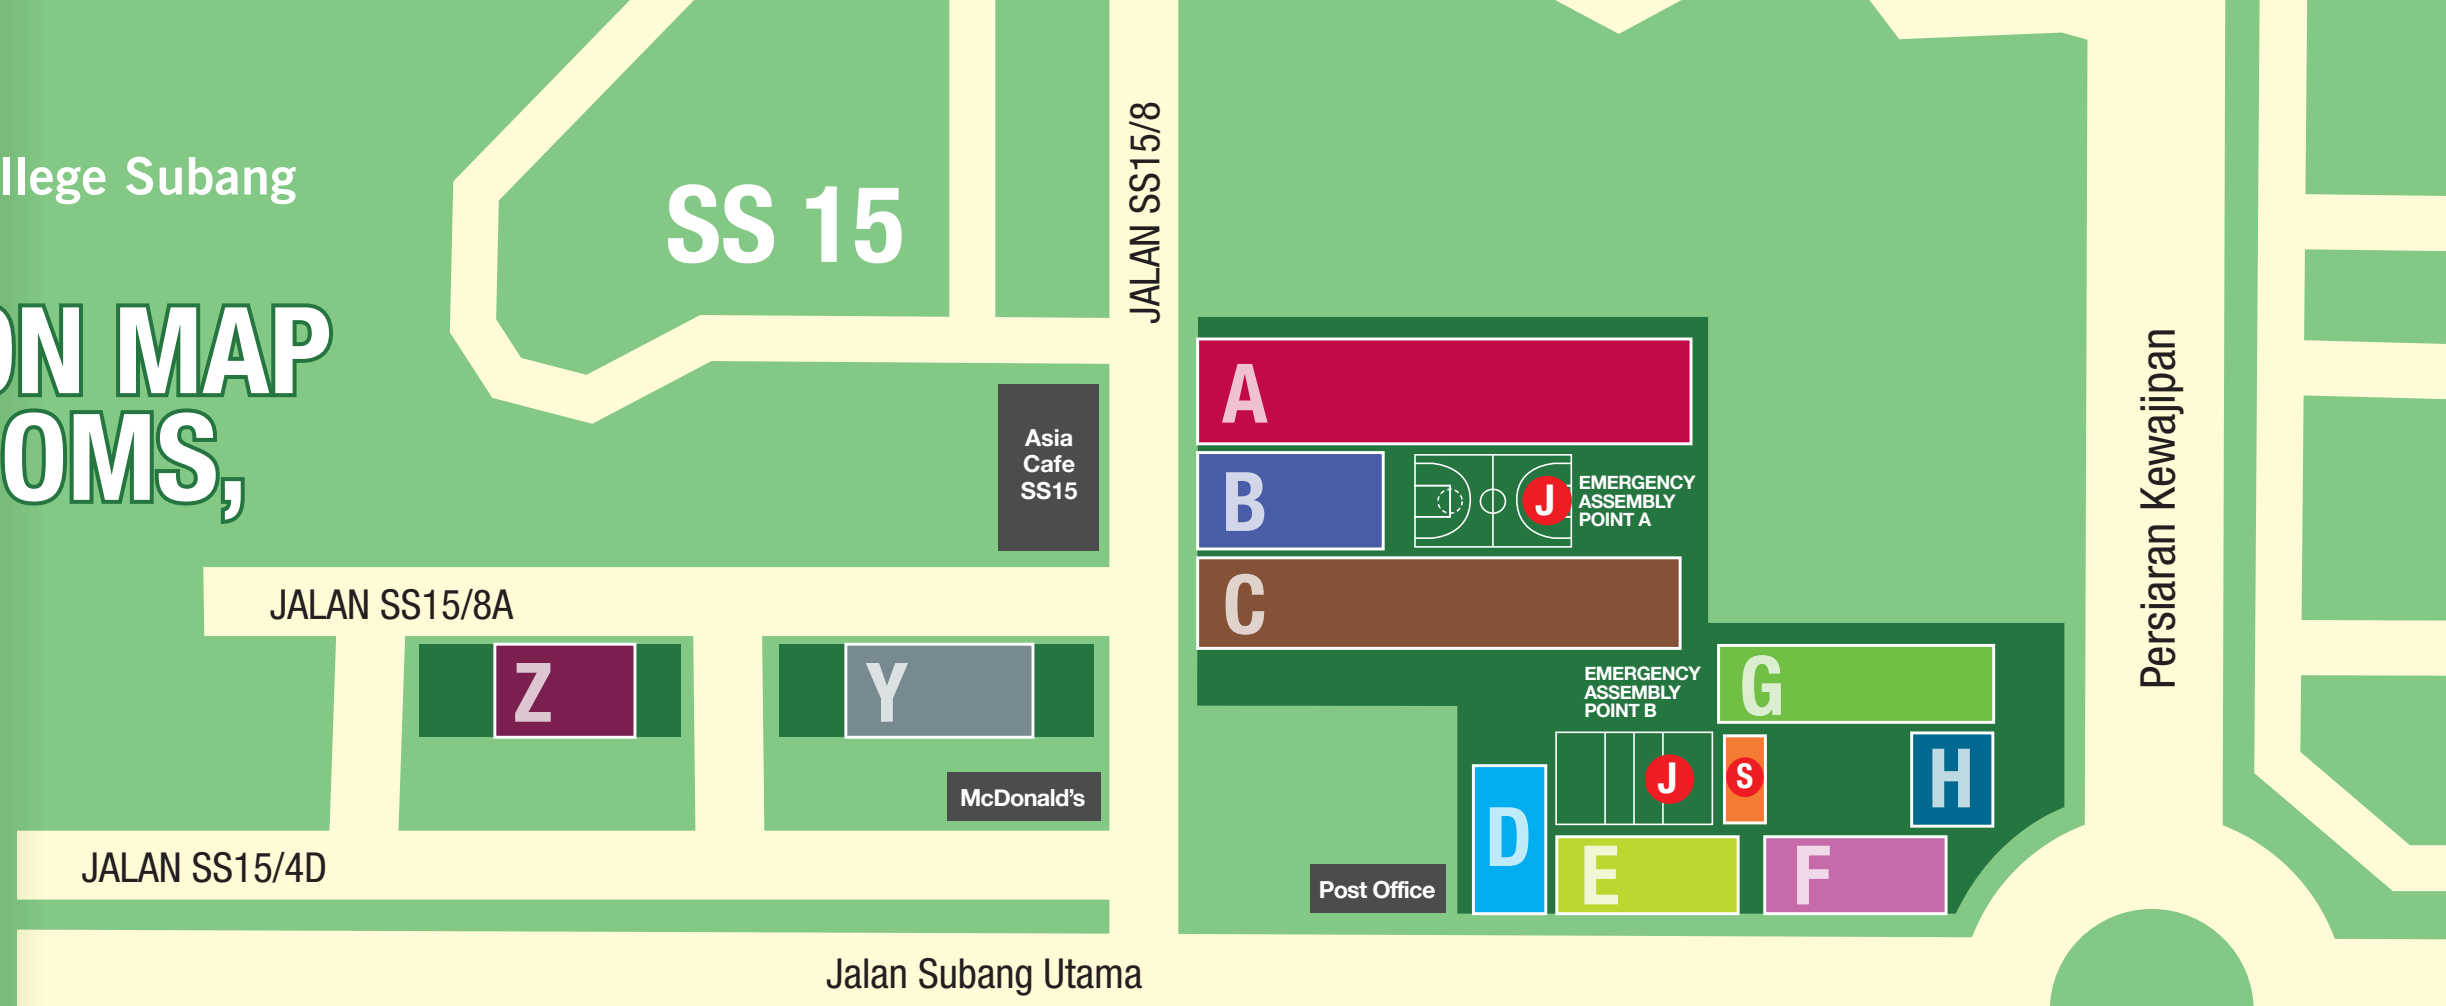 llege Subang
ON MAP
OMS,
SS 15
JALAN SS15/8
Asia
Cafe
SS15
A
B
J
EMERGENCY
ASSEMBLY
POINT A
C
JALAN SS15/8A
Z
Y
McDonald's
JALAN SS15/4D
EMERGENCY
ASSEMBLY
POINT B
G
J
S
H
D
E
F
Post Office
Persiaran Kewajipan
Jalan Subang Utama